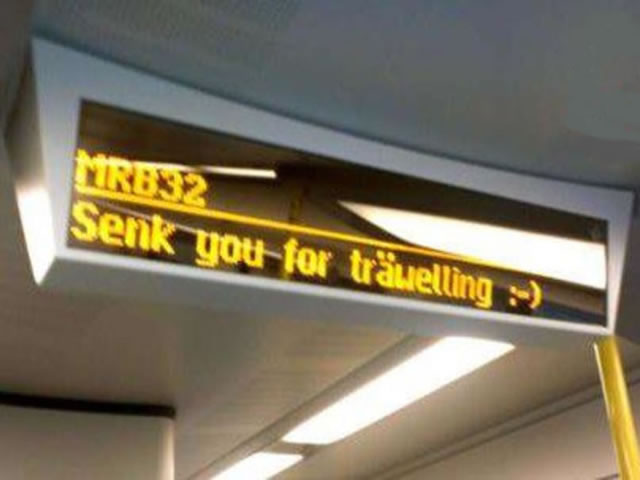 MRB32
Senk you for träwelling :-)